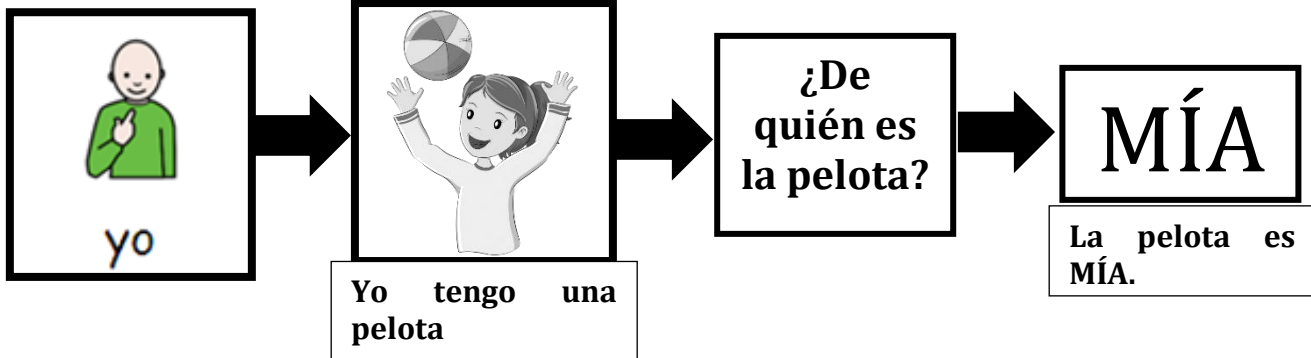 yo
Yo tengo una
pelota
¿De
quién es
la pelota?
MÍA
La pelota es
MÍA.